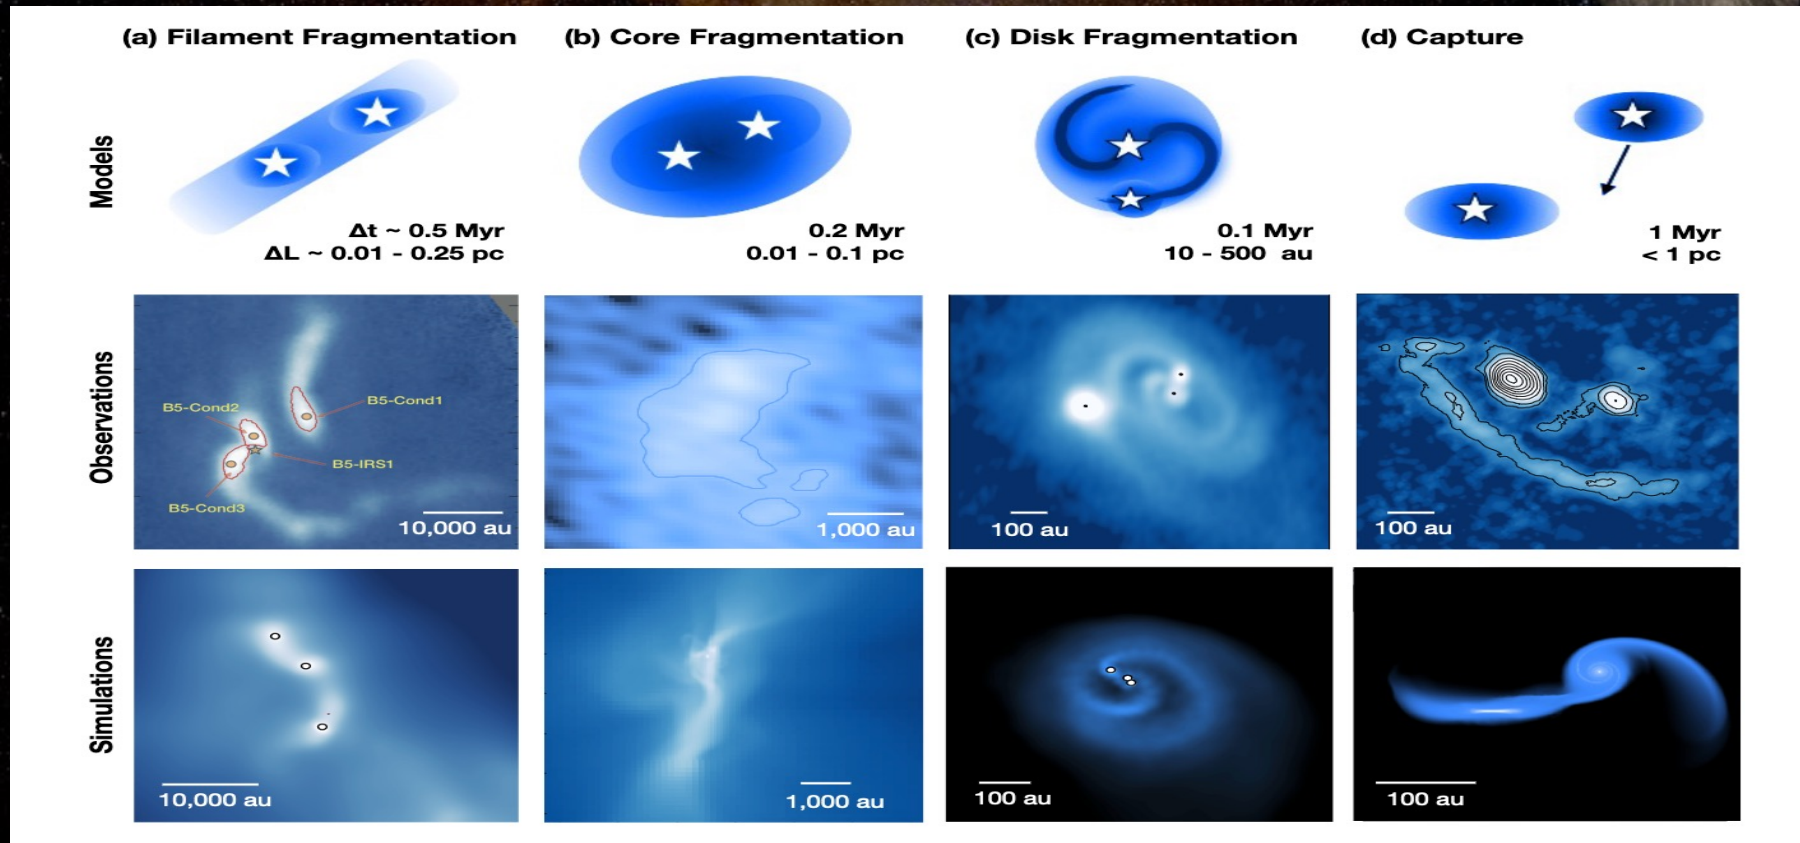 (a) Filament Fragmentation
(b) Core Fragmentation
(c) Disk Fragmentation
(d) Capture
Models
Δt ~ 0.5 Myr
ΔL ~ 0.01 - 0.25 pc
0.2 Myr
0.01 - 0.1 pc
0.1 Myr
10 - 500 au
1 Myr
< 1 pc
Observations
B5-Cond2
B5-Cond1
B5-IRS1
B5-Cond3
10,000 au
1,000 au
100 au
100 au
Simulations
10,000 au
1,000 au
100 au
100 au